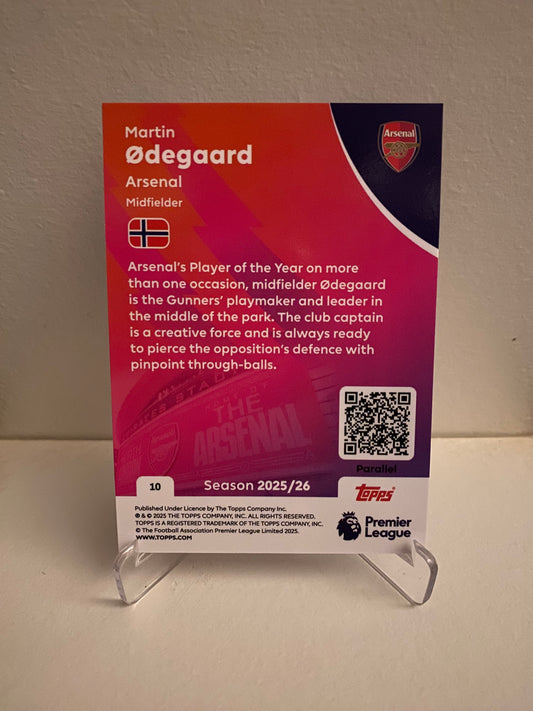 Martin
Ødegaard
Arsenal
Midfielder
Arsenal
Arsenal's Player of the Year on more
than one occasion, midfielder Ødegaard
is the Gunners' playmaker and leader in
the middle of the park. The club captain
is a creative force and is always ready
to pierce the opposition's defence with
pinpoint through-balls.
THE
ARSENAL
Parallel
10
Season 2025/26
TOPPS
Published Under Licence by The Topps Company Inc.
® & © 2025 THE TOPPS COMPANY, INC. ALL RIGHTS RESERVED.
TOPPS IS A REGISTERED TRADEMARK OF THE TOPPS COMPANY, INC.
© The Football Association Premier League Limited 2025.
WWW.TOPPS.COM
Premier
League